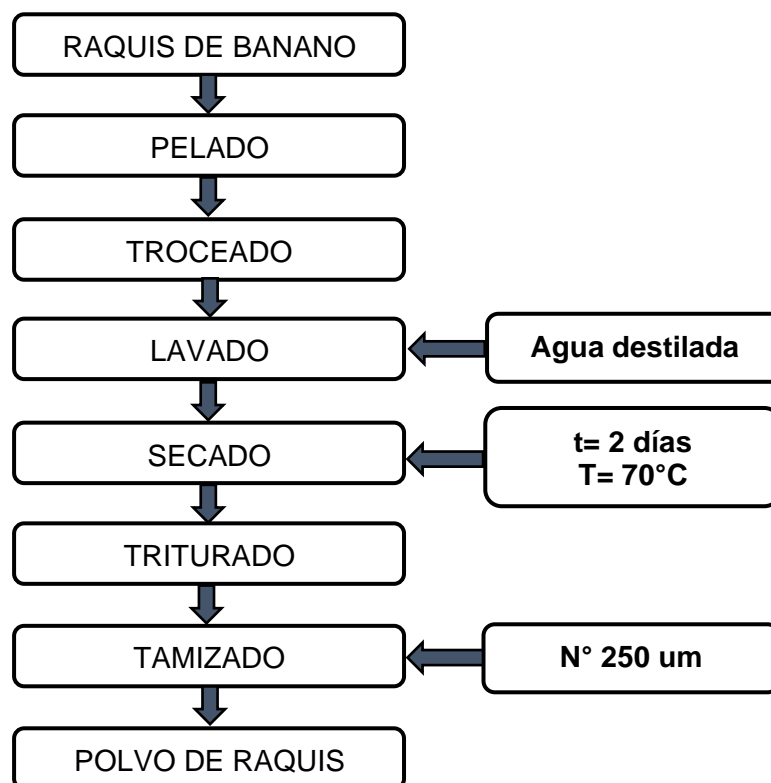 RAQUIS DE BANANO
PELADO
TROCEADO
LAVADO
Agua destilada
SECADO
t= 2 días
T= 70°C
TRITURADO
TAMIZADO
N° 250 um
POLVO DE RAQUIS